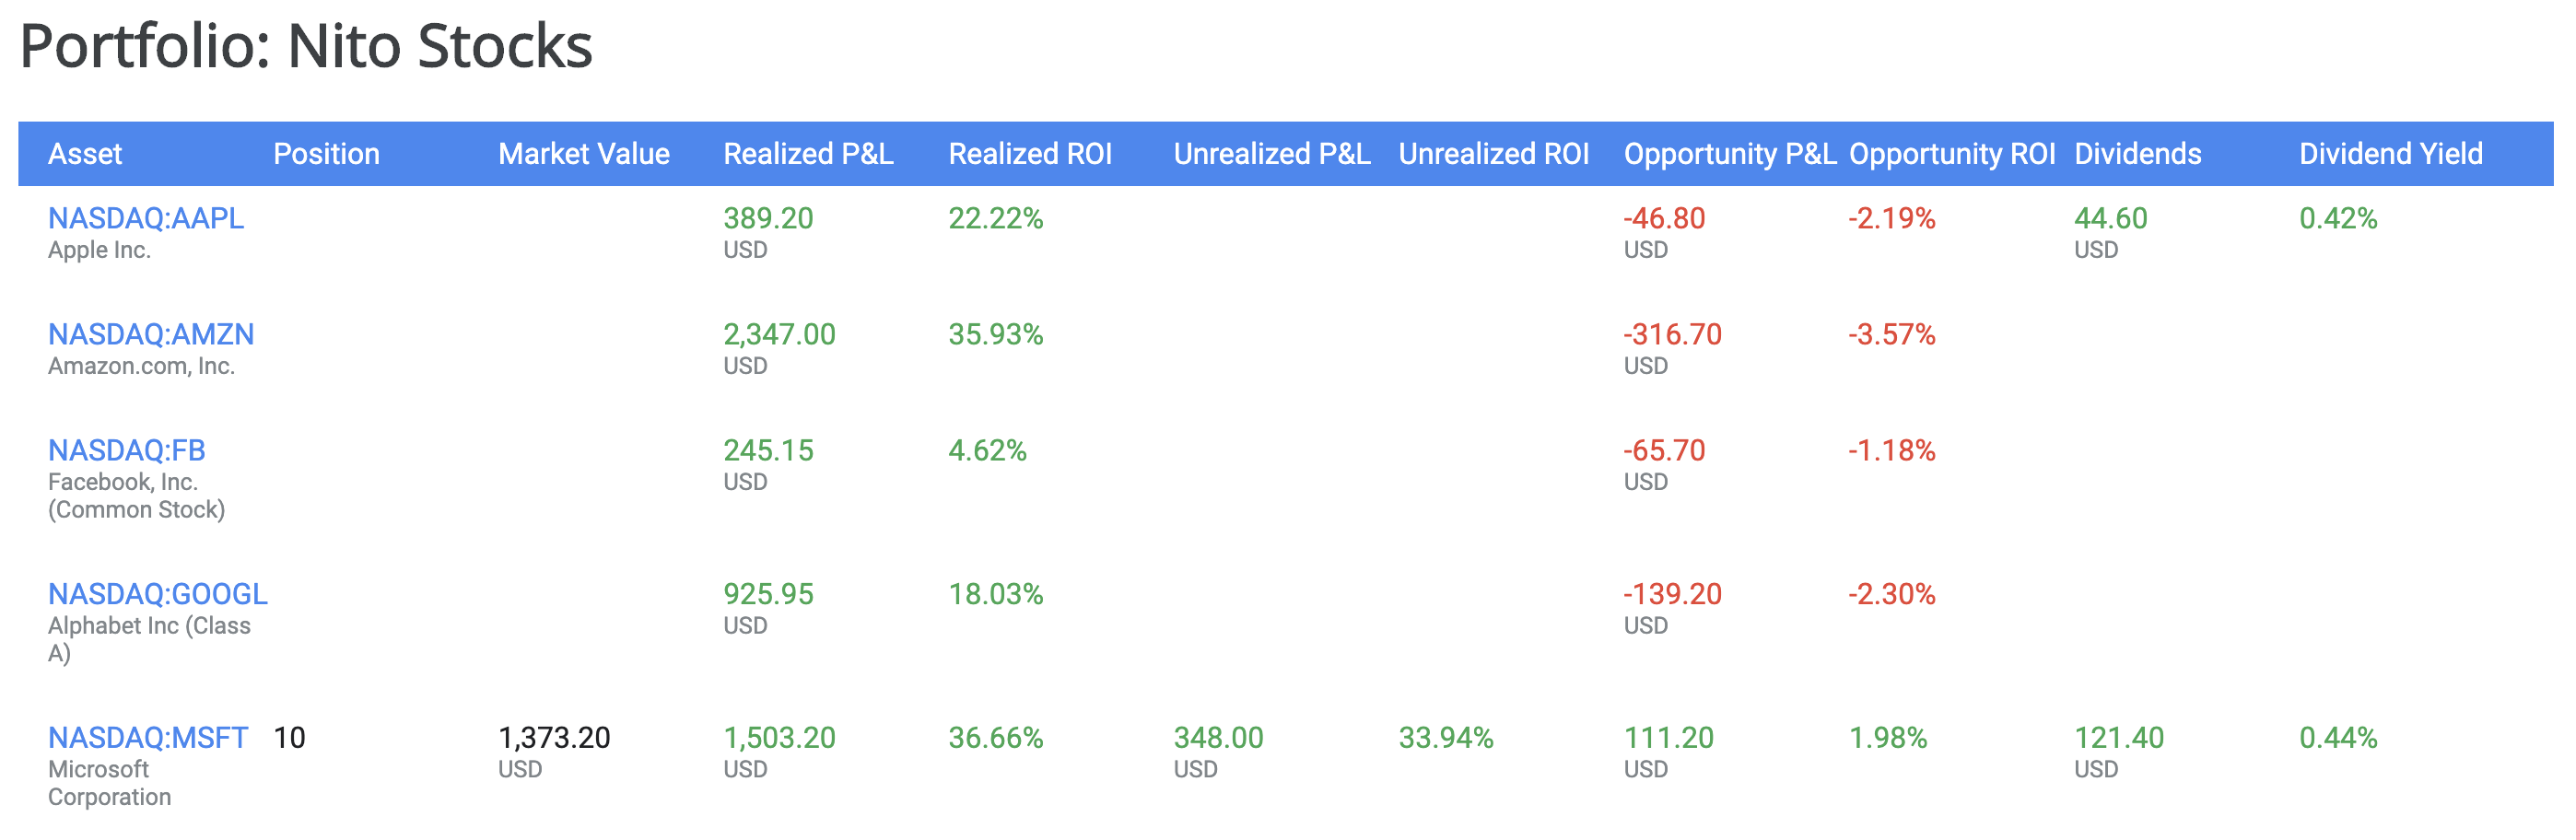 Portfolio: Nito Stocks
Asset Position Market Value Realized P&L Realized ROI Unrealized P&L Unrealized ROI Opportunity P&L Opportunity ROI Dividends Dividend Yield
NASDAQ:AAPL 389.20 22.22% -46.80 -2.19% 44.60 0.42%
Apple Inc. USD USD USD
NASDAQ:AMZN 2,347.00 35.93% -316.70 -3.57%
Amazon.com, Inc. USD USD
NASDAQ:FB 245.15 4.62% -65.70 -1.18%
Facebook, Inc. USD USD
(Common Stock)
NASDAQ:GOOGL 925.95 18.03% -139.20 -2.30%
Alphabet Inc (Class USD USD
A)
NASDAQ:MSFT 10 1,373.20 1,503.20 36.66% 348.00 33.94% 111.20 1.98% 121.40 0.44%
Microsoft USD USD USD USD USD
Corporation